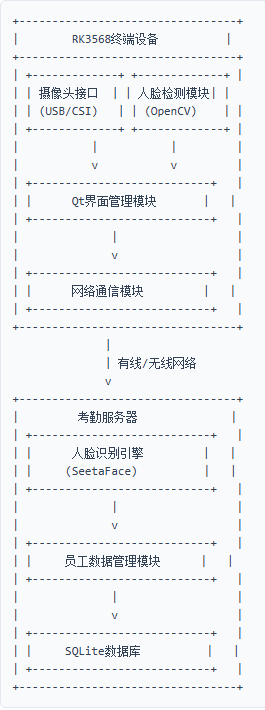 RK3568终端设备
摄像头接口 人脸检测模块
(USB/CSI) (OpenCV)
v v
Qt界面管理模块
v
网络通信模块
有线/无线网络
v
考勤服务器
人脸识别引擎
(SeetaFace)
v
员工数据管理模块
v
SQLite数据库